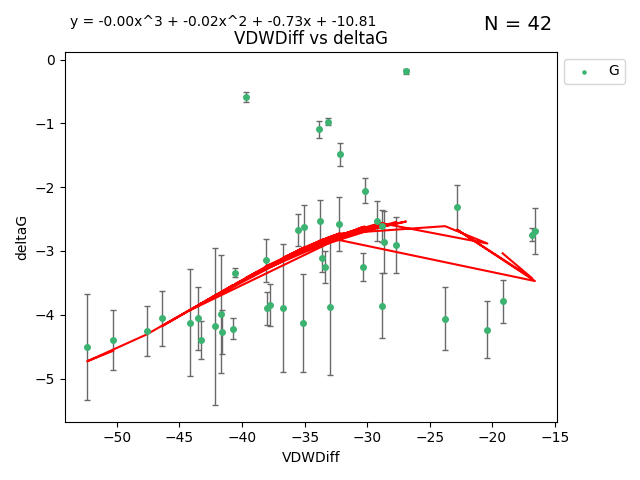 y = -0.00x^3 + -0.02x^2 + -0.73x + -10.81
N = 42
VDWDiff vs deltaG
G
deltaG
0
−1
−2
−3
−4
−5
−50 −45 −40 −35 −30 −25 −20 −15
VDWDiff